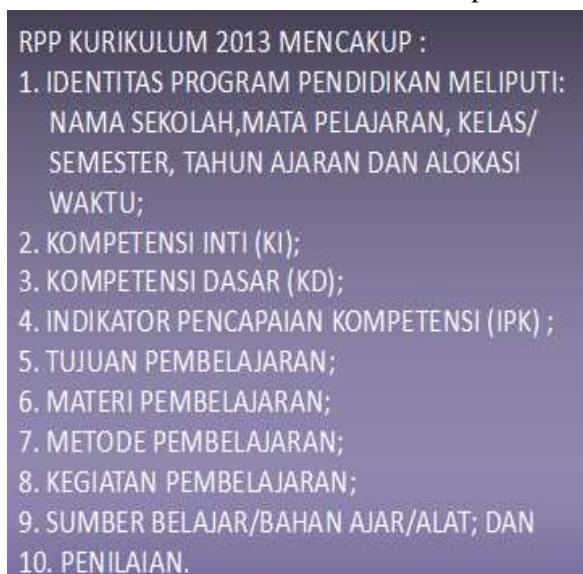 RPP KURIKULUM 2013 MENCAKUP :
1. IDENTITAS PROGRAM PENDIDIKAN MELIPUTI:
NAMA SEKOLAH,MATA PELAJARAN, KELAS/
SEMESTER, TAHUN AJARAN DAN ALOKASI
WAKTU;
2. KOMPETENSI INTI (KI);
3. KOMPETENSI DASAR (KD);
4. INDIKATOR PENCAPAIAN KOMPETENSI (IPK) ;
5. TUJUAN PEMBELAJARAN;
6. MATERI PEMBELAJARAN;
7. METODE PEMBELAJARAN;
8. KEGIATAN PEMBELAJARAN;
9. SUMBER BELAJAR/BAHAN AJAR/ALAT; DAN
10. PENILAIAN.